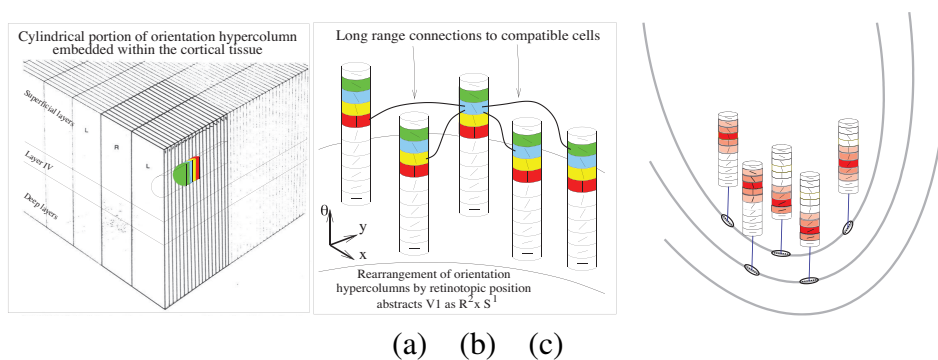 Cylindrical portion of orientation hypercolumn
embedded within the cortical tissue
Superficial layers
L
R
L
Layer IV
Deep layers
Long range connections to compatible cells
θ
y
x
Rearrangement of orientation
hypercolumns by retinotopic position
abstracts V1 as R² x S¹
(a) (b) (c)